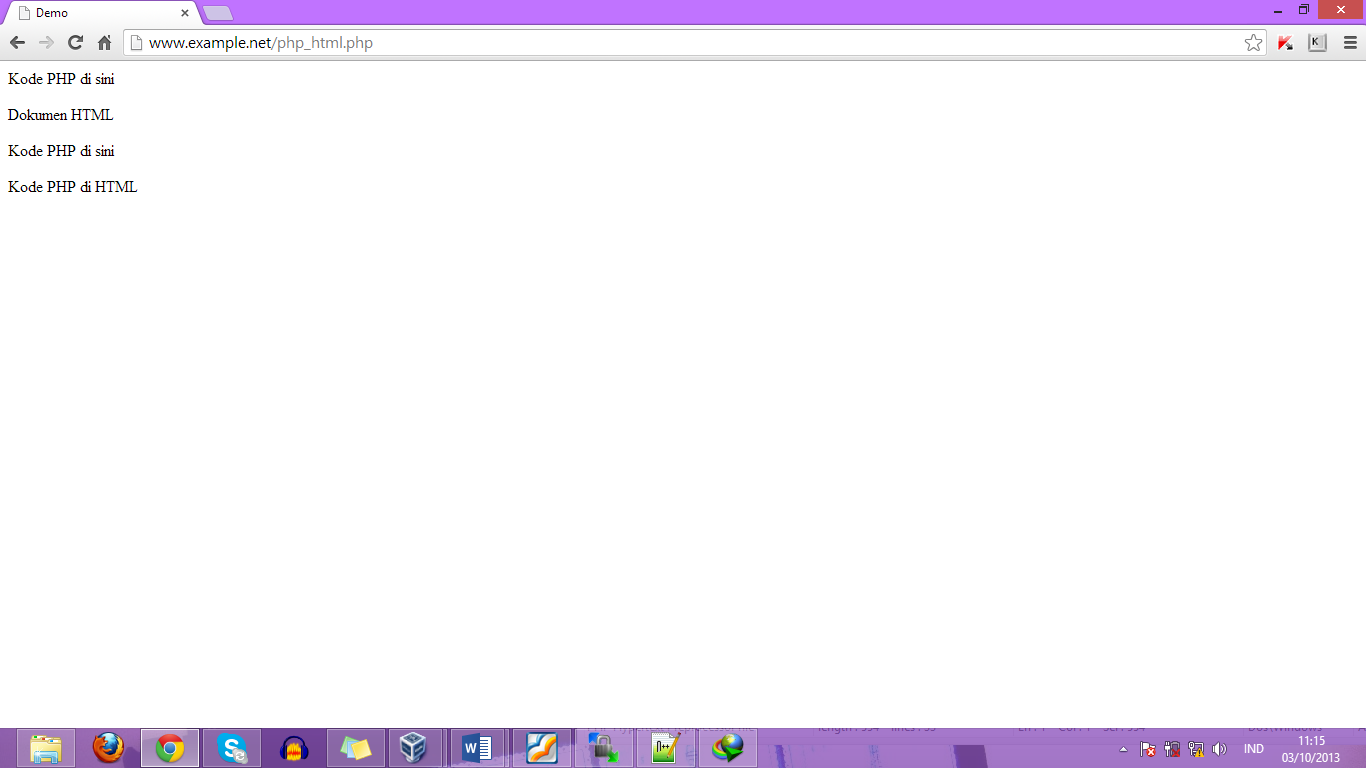 Demo
www.example.net/php_html.php
Kode PHP di sini
Dokumen HTML
Kode PHP di sini
Kode PHP di HTML
IND
11:15
03/10/2013